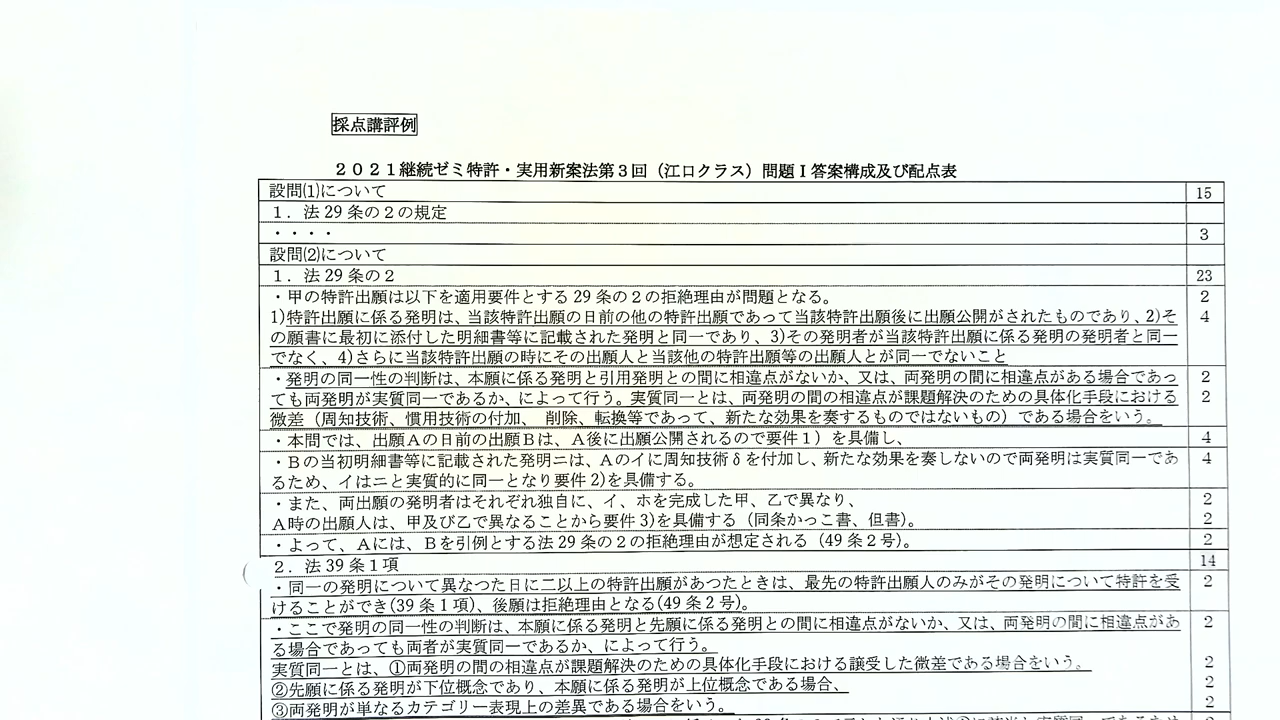 採点講評例
2021継続ゼミ特許・実用新案法第3回(江口クラス)問題Ⅰ答案構成及び配点表
設問(1)について 15
1.法29条の2の規定
・・・・ 3
設問(2)について
1.法29条の2 23
・甲の特許出願は以下を適用要件とする29条の2の拒絶理由が問題となる。 2
1)特許出願に係る発明は、当該特許出願の日前の他の特許出願であって当該特許出願後に出願公開がされたものであり、2)そ 4
の願書に最初に添付した明細書等に記載された発明と同一であり、3)その発明者が当該特許出願に係る発明の発明者と同一
でなく、4)さらに当該特許出願の時にその出願人と当該他の特許出願等の出願人とが同一でないこと
・発明の同一性の判断は、本願に係る発明と引用発明との間に相違点がないか、又は、両発明の間に相違点がある場合であっ 2
ても両発明が実質同一であるか、によって行う。実質同一とは、両発明の間の相違点が課題解決のための具体化手段における 2
微差(周知技術、慣用技術の付加、 削除、転換等であって、新たな効果を奏するものではないもの)である場合をいう。
・本問では、出願Aの日前の出願Bは、A後に出願公開されるので要件1)を具備し、 4
・Bの当初明細書等に記載された発明ニは、Aのイに周知技術δを付加し、新たな効果を奏しないので両発明は実質同一であ 4
るため、イはニと実質的に同一となり要件2)を具備する。
・また、両出願の発明者はそれぞれ独自に、イ、ホを完成した甲、乙で異なり、 2
A時の出願人は、甲及び乙で異なることから要件3)を具備する(同条かっこ書、但書)。 2
・よって、Aには、Bを引例とする法29条の2の拒絶理由が想定される(49条2号)。 2
2.法39条1項 14
・同一の発明について異なつた日に二以上の特許出願があつたときは、最先の特許出願人のみがその発明について特許を受 2
けることができ(39条1項)、後願は拒絶理由となる(49条2号)。
・ここで発明の同一性の判断は、本願に係る発明と先願に係る発明との間に相違点がないか、又は、両発明の間に相違点があ 2
る場合であっても両者が実質同一であるか、によって行う。
実質同一とは、①両発明の間の相違点が課題解決のための具体化手段における譲受した微差である場合をいう。 2
②先願に係る発明が下位概念であり、本願に係る発明が上位概念である場合、 2
③両発明が単なるカテゴリー表現上の差異である場合をいう。 2